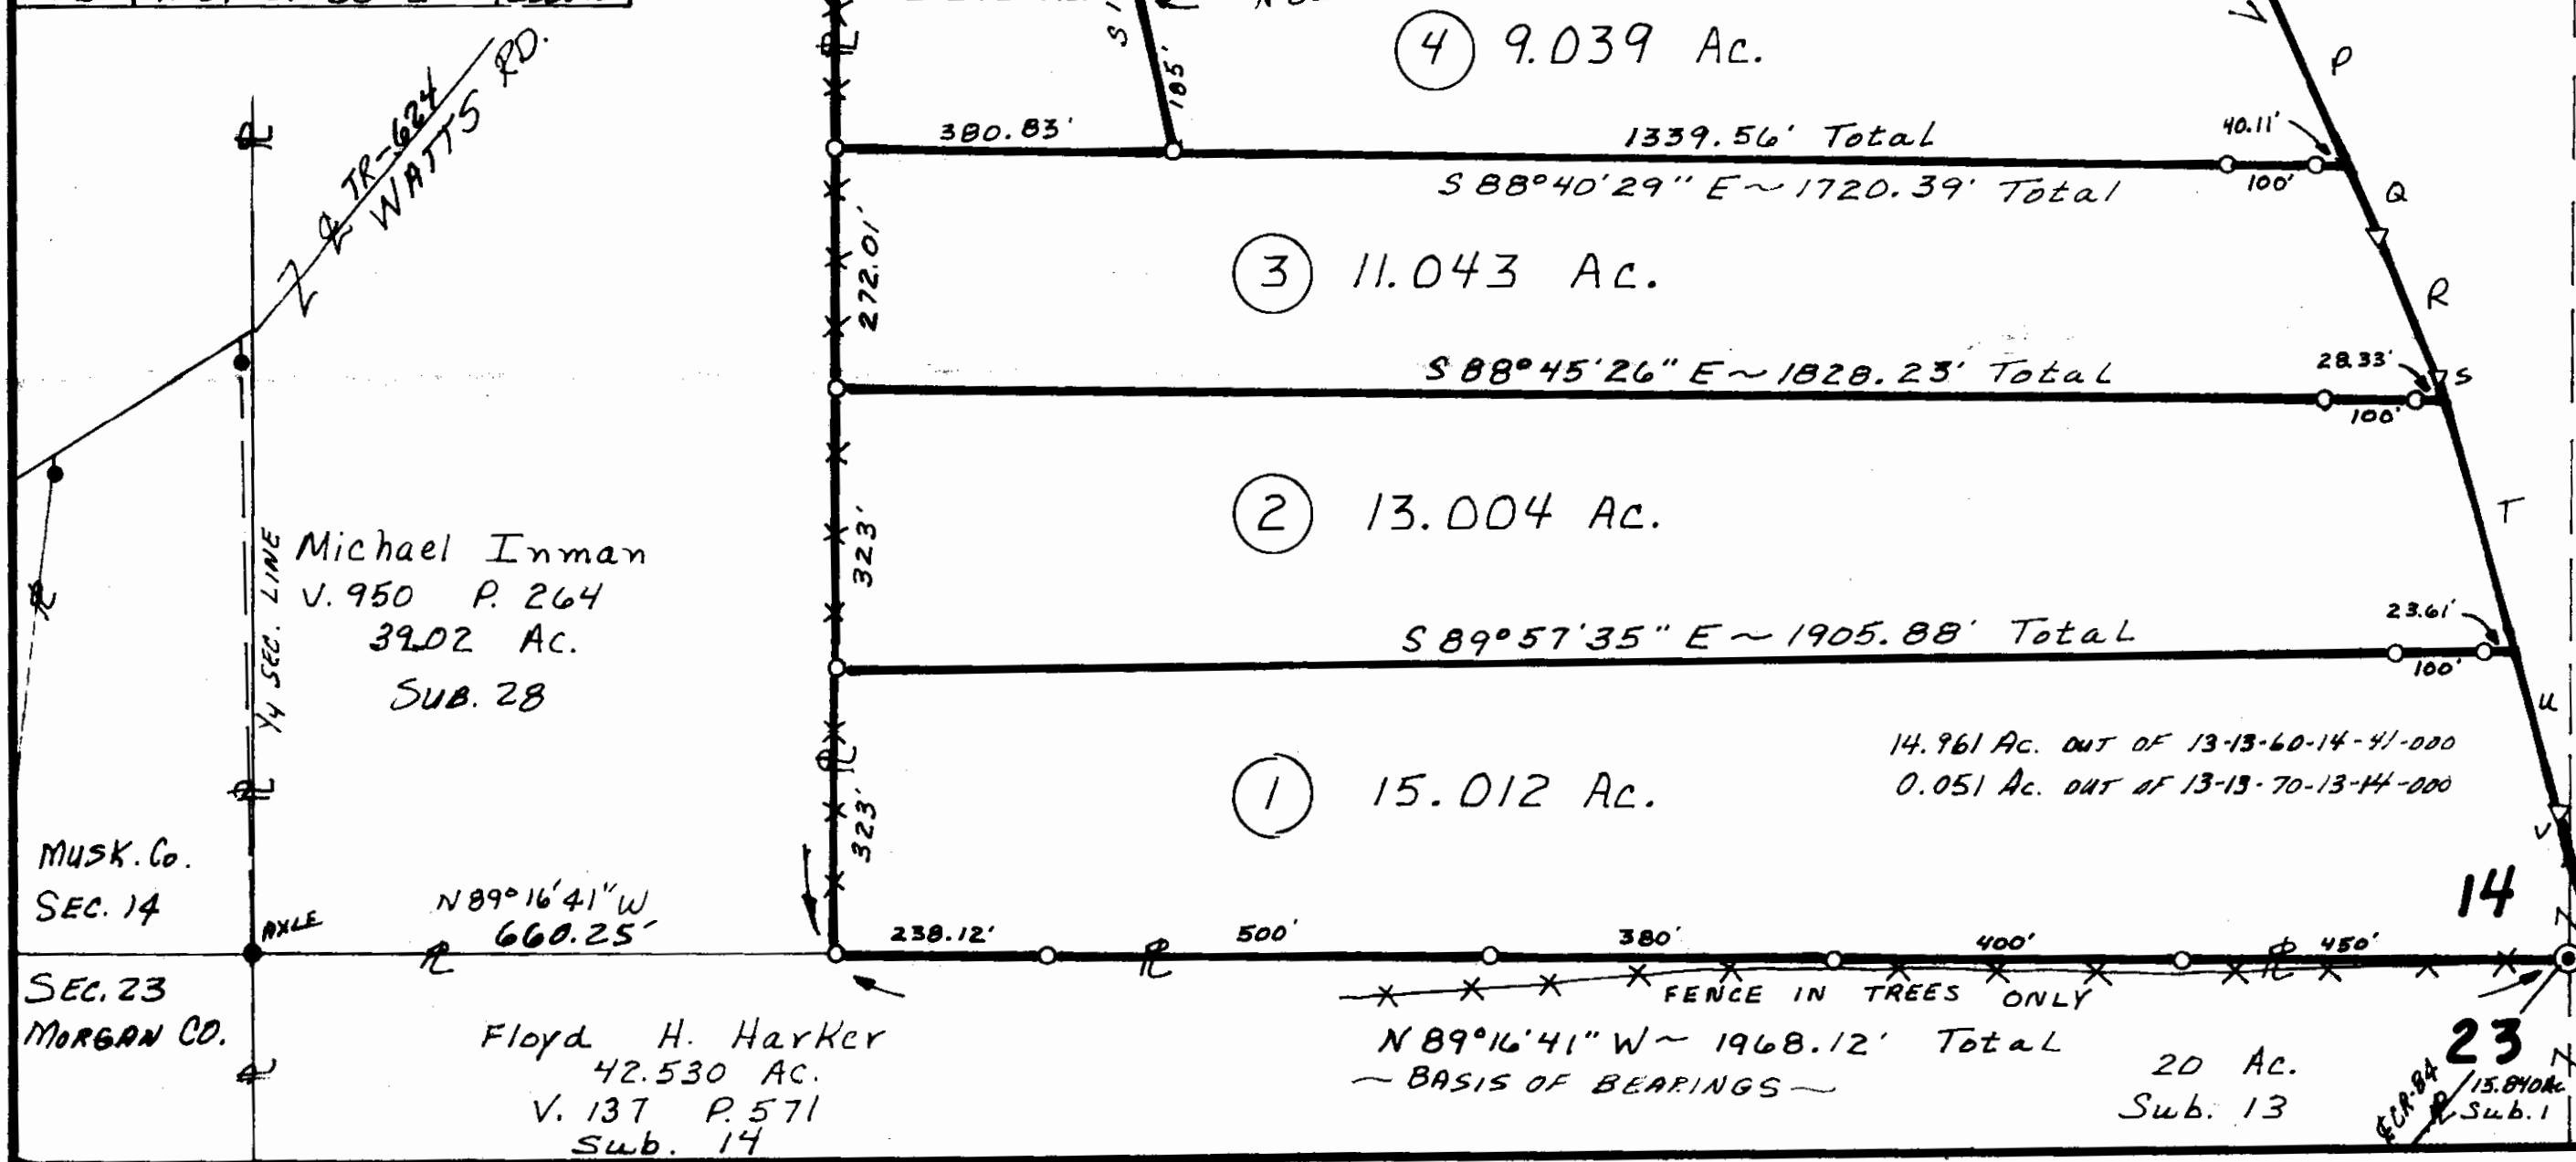 ④ 9.039 Ac.
185'
380.83'
1339.56' Total
40.11'
S 88°40'29" E ~ 1720.39' Total
100'
P
Q
R
S
T
U
V
℄ TR-624
WATTS RD.
272.01'
③ 11.043 Ac.
S 88°45'26" E ~ 1828.23' Total
28.33'
100'
323'
② 13.004 Ac.
Michael Inman
V. 950 P. 264
39.02 Ac.
SUB. 28
1/4 SEC. LINE
S 89°57'35" E ~ 1905.88' Total
23.61'
100'
14.961 Ac. OUT OF 13-13-60-14-41-000
0.051 Ac. OUT OF 13-13-70-13-14-000
① 15.012 Ac.
323'
MUSK. Co.
SEC. 14
AXLE
N 89°16'41" W
660.25'
238.12'
500'
380'
400'
450'
14
SEC. 23
MORGAN CO.
FENCE IN TREES ONLY
N 89°16'41" W ~ 1968.12' Total
~ BASIS OF BEARINGS ~
Floyd H. Harker
42.530 AC.
V. 137 P. 571
Sub. 14
20 Ac.
Sub. 13
23
℄ CR-84
15.840 Ac
Sub. 1